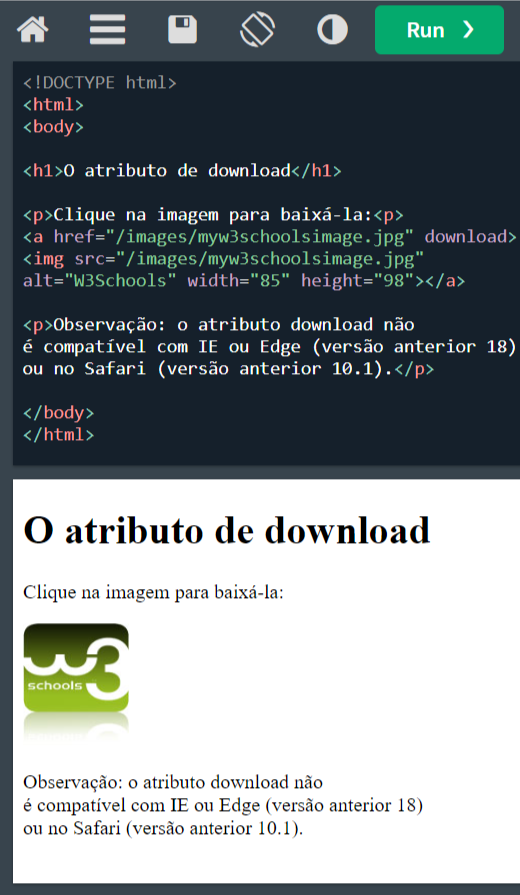 Run ❯
<!DOCTYPE html>
<html>
<body>
<h1>O atributo de download</h1>
<p>Clique na imagem para baixá-la:<p>
<a href="/images/myw3schoolsimage.jpg" download>
<img src="/images/myw3schoolsimage.jpg"
alt="W3Schools" width="85" height="98"></a>
<p>Observação: o atributo download não
é compatível com IE ou Edge (versão anterior 18)
ou no Safari (versão anterior 10.1).</p>
</body>
</html>
O atributo de download
Clique na imagem para baixá-la:
w3
schools
Observação: o atributo download não
é compatível com IE ou Edge (versão anterior 18)
ou no Safari (versão anterior 10.1).